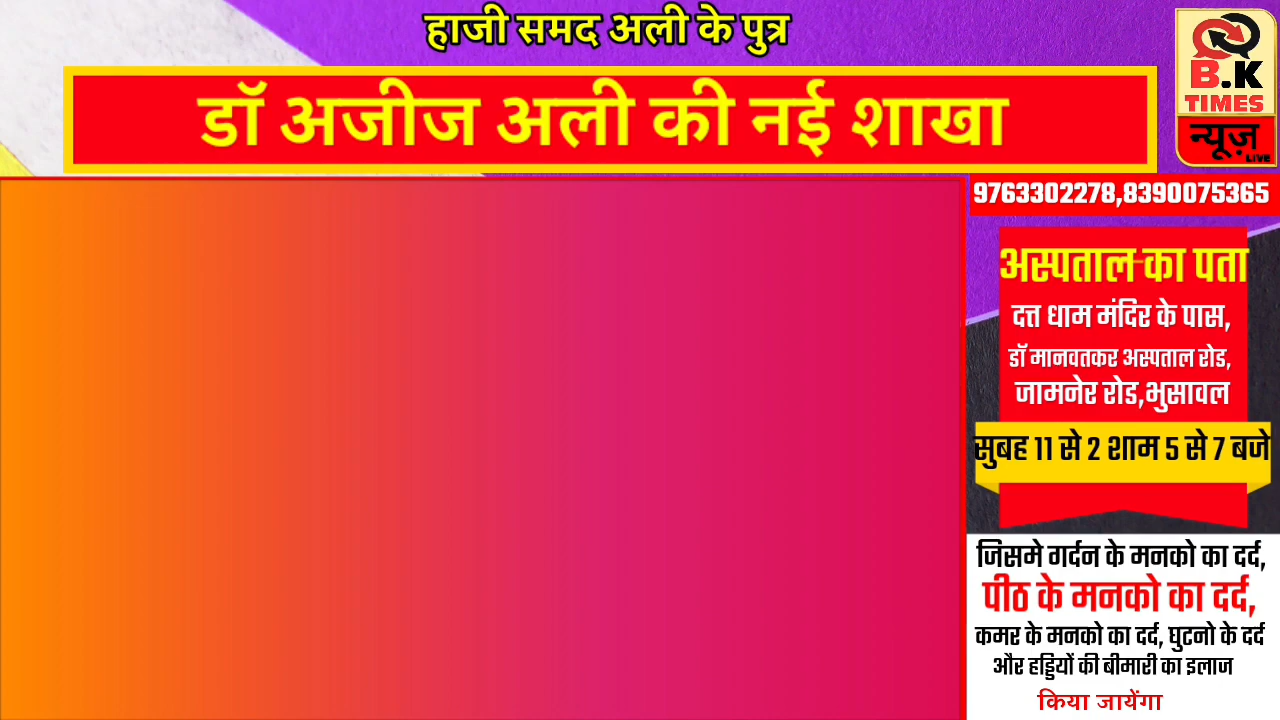 हाजी समद अली के पुत्र
डॉ अजीज अली की नई शाखा
B.K
TIMES
न्यूज़
LIVE
9763302278,8390075365
अस्पताल का पता
दत्त धाम मंदिर के पास,
डॉ मानवतकर अस्पताल रोड,
जामनेर रोड,भुसावल
सुबह 11 से 2 शाम 5 से 7 बजे
जिसमे गर्दन के मनको का दर्द,
पीठ के मनको का दर्द,
कमर के मनको का दर्द, घुटनो के दर्द
और हड्डियों की बीमारी का इलाज
किया जायेंगा